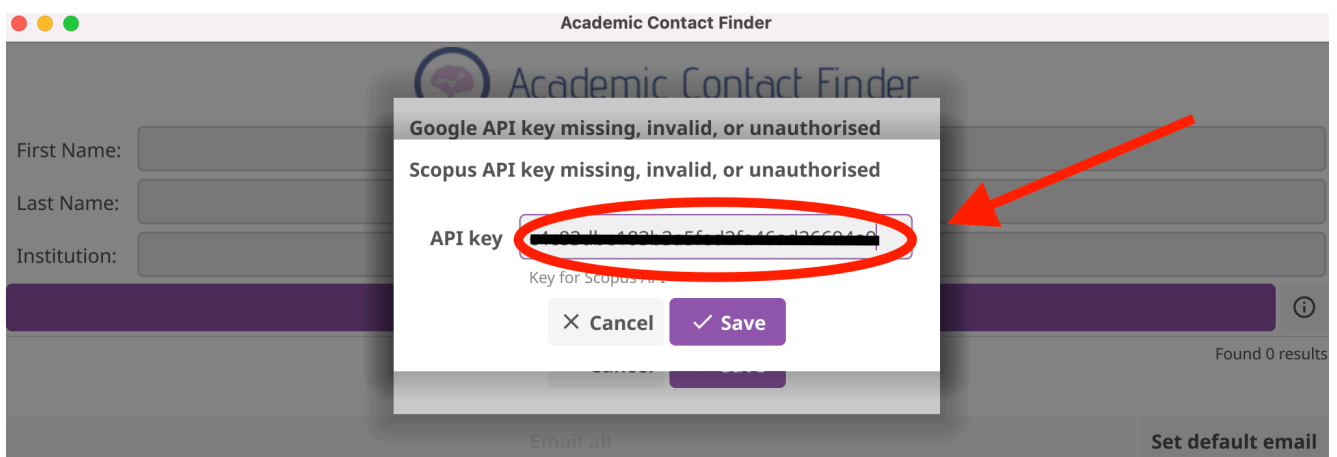 Academic Contact Finder
Academic Contact Finder
Google API key missing, invalid, or unauthorised
First Name:
Scopus API key missing, invalid, or unauthorised
Last Name:
API key
Institution:
Key for Scopus API
Cancel
Save
Found 0 results
Cancel
Save
Email all
Set default email